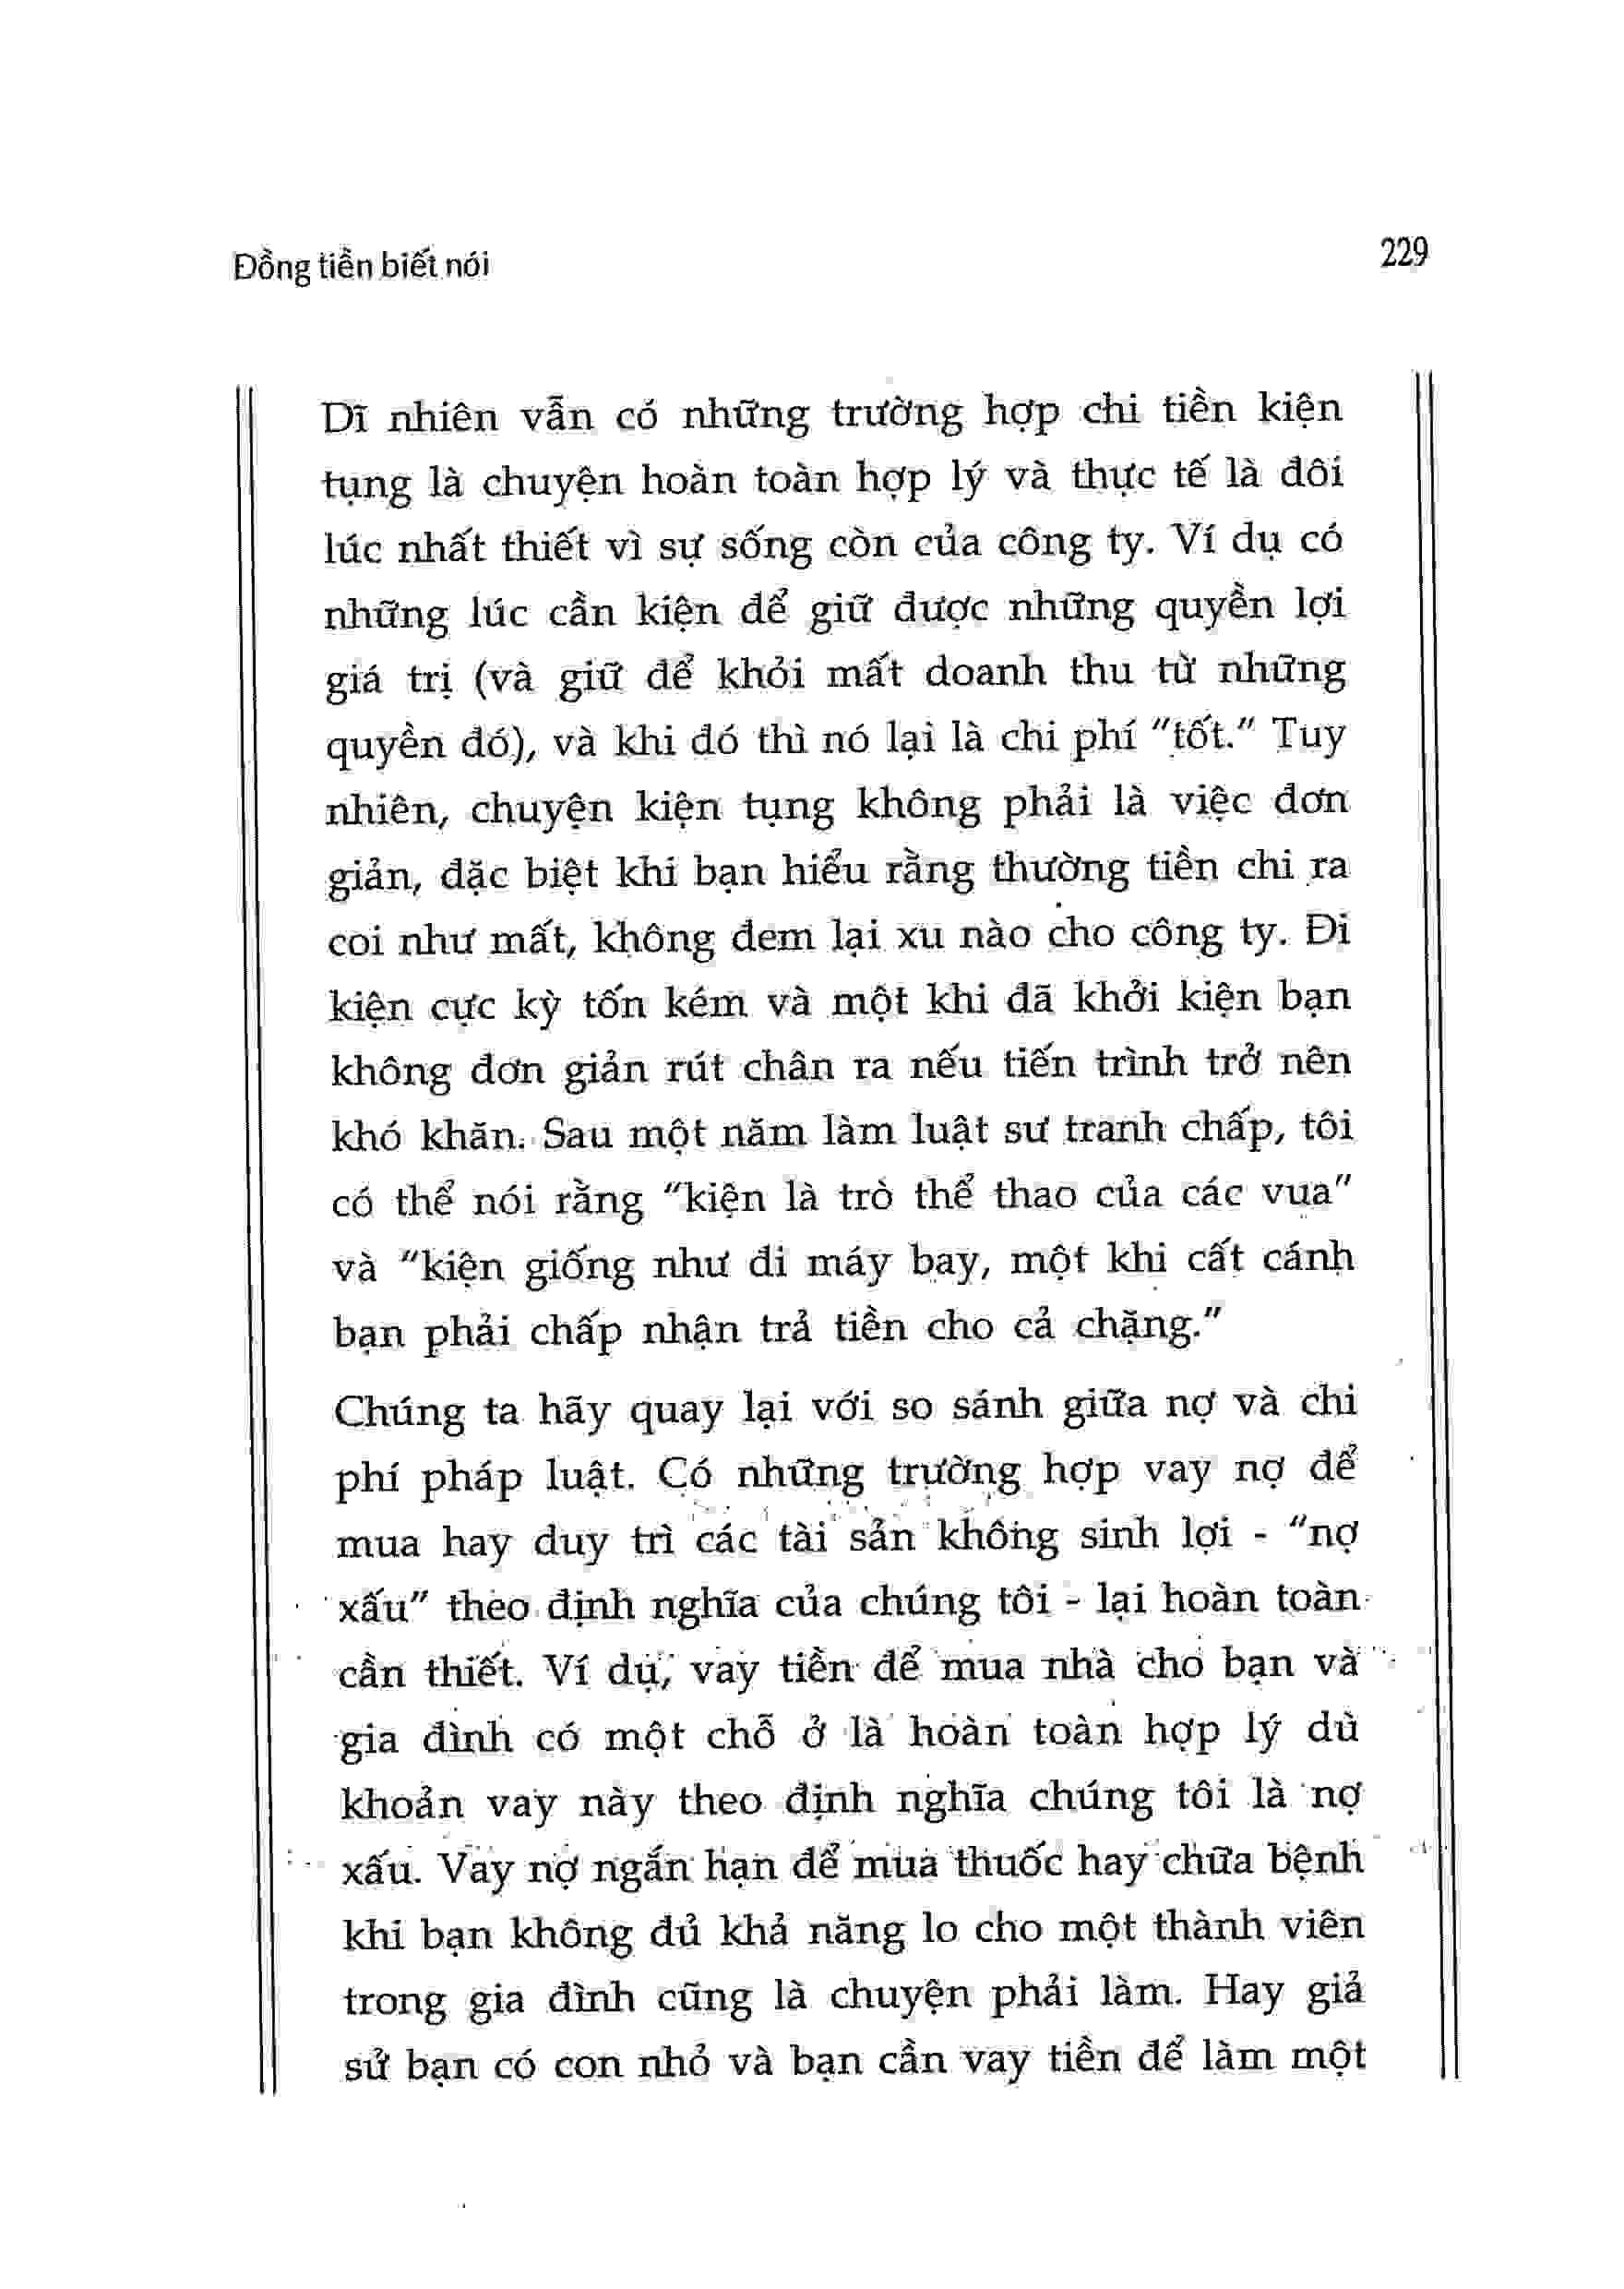 Đồng tiền biết nói
229
Dĩ nhiên vẫn có những trường hợp chi tiền kiện
tụng là chuyện hoàn toàn hợp lý và thực tế là đôi
lúc nhất thiết vì sự sống còn của công ty. Ví dụ có
những lúc cần kiện để giữ được những quyền lợi
giá trị (và giữ để khỏi mất doanh thu từ những
quyền đó), và khi đó thì nó lại là chi phí "tốt." Tuy
nhiên, chuyện kiện tụng không phải là việc đơn
giản, đặc biệt khi bạn hiểu rằng thường tiền chi ra
coi như mất, không đem lại xu nào cho công ty. Đi
kiện cực kỳ tốn kém và một khi đã khởi kiện bạn
không đơn giản rút chân ra nếu tiến trình trở nên
khó khăn. Sau một năm làm luật sư tranh chấp, tôi
có thể nói rằng "kiện là trò thể thao của các vua"
và "kiện giống như đi máy bay, một khi cất cánh
bạn phải chấp nhận trả tiền cho cả chặng."
Chúng ta hãy quay lại với so sánh giữa nợ và chi
phí pháp luật. Có những trường hợp vay nợ để
mua hay duy trì các tài sản không sinh lợi - "nợ
xấu" theo định nghĩa của chúng tôi - lại hoàn toàn
cần thiết. Ví dụ, vay tiền để mua nhà cho bạn và
gia đình có một chỗ ở là hoàn toàn hợp lý dù
khoản vay này theo định nghĩa chúng tôi là nợ
xấu. Vay nợ ngắn hạn để mua thuốc hay chữa bệnh
khi bạn không đủ khả năng lo cho một thành viên
trong gia đình cũng là chuyện phải làm. Hay giả
sử bạn có con nhỏ và bạn cần vay tiền để làm một